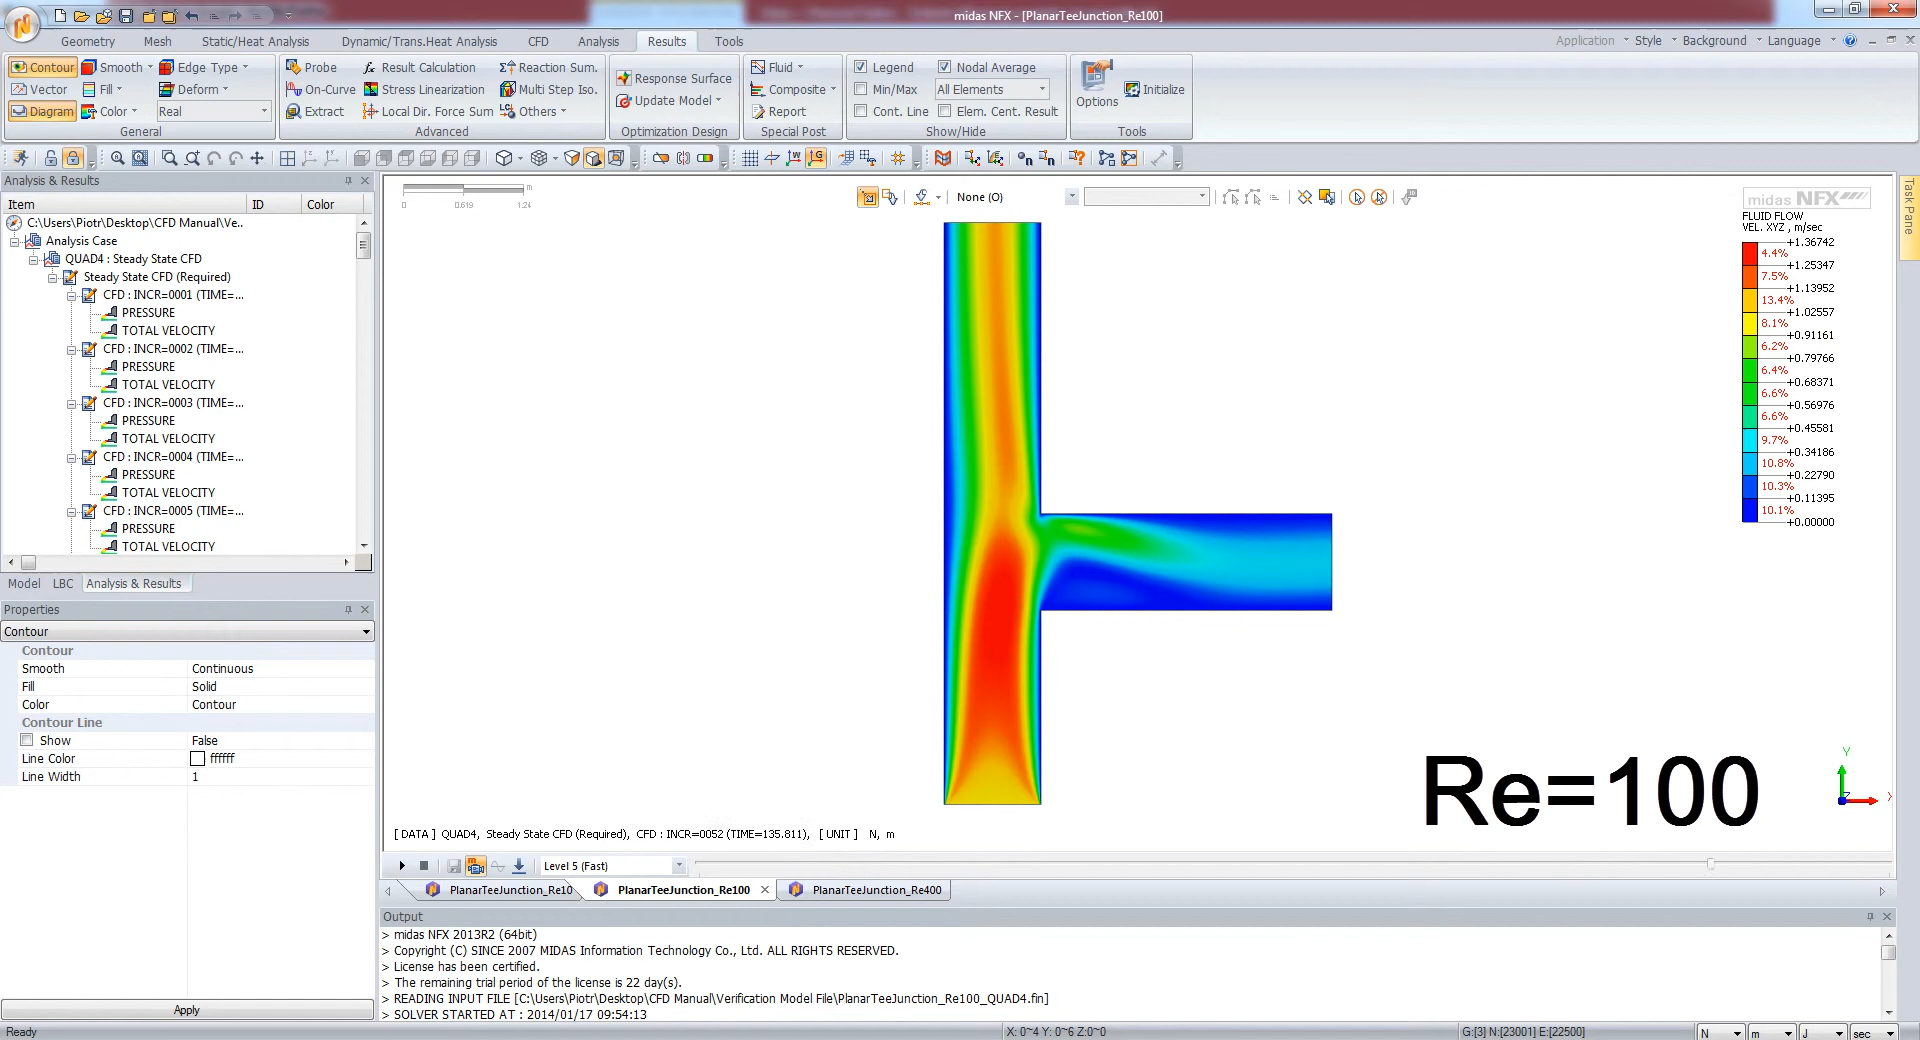 midas NFX - [PlanarTeeJunction_Re100]
Geometry Mesh Static/Heat Analysis Dynamic/Trans.Heat Analysis CFD Analysis Results Tools Application Style Background Language
Contour Smooth Edge Type Probe Result Calculation Reaction Sum. Response Surface Fluid Legend Nodal Average
Vector Fill Deform On-Curve Stress Linearization Multi Step Iso. Update Model Composite Min/Max All Elements Options Initialize
Diagram Color Real Extract Local Dir. Force Sum Others Report Cont. Line Elem. Cent. Result
General Advanced Optimization Design Special Post Show/Hide Tools
Analysis & Results
Item ID Color
C:\Users\Piotr\Desktop\CFD Manual\Ve..
Analysis Case
QUAD4 : Steady State CFD
Steady State CFD (Required)
CFD : INCR=0001 (TIME=...
PRESSURE
TOTAL VELOCITY
CFD : INCR=0002 (TIME=...
PRESSURE
TOTAL VELOCITY
CFD : INCR=0003 (TIME=...
PRESSURE
TOTAL VELOCITY
CFD : INCR=0004 (TIME=...
PRESSURE
TOTAL VELOCITY
CFD : INCR=0005 (TIME=...
PRESSURE
TOTAL VELOCITY
Model LBC Analysis & Results
Properties
Contour
Contour
Smooth Continuous
Fill Solid
Color Contour
Contour Line
Show False
Line Color ffffff
Line Width 1
Apply
m
0 0.619 1.24
None (O)
Task Pane
midas NFX
FLUID FLOW
VEL. XYZ , m/sec
+1.36742
4.4%
+1.25347
7.5%
+1.13952
13.4%
+1.02557
8.1%
+0.91161
6.2%
+0.79766
6.4%
+0.68371
6.6%
+0.56976
6.6%
+0.45581
9.7%
+0.34186
10.8%
+0.22790
10.3%
+0.11395
10.1%
+0.00000
Re=100
Y
Z
X
[ DATA ] QUAD4, Steady State CFD (Required), CFD : INCR=0052 (TIME=135.811), [ UNIT ] N, m
Level 5 (Fast)
PlanarTeeJunction_Re10 PlanarTeeJunction_Re100 PlanarTeeJunction_Re400
Output
> midas NFX 2013R2 (64bit)
> Copyright (C) SINCE 2007 MIDAS Information Technology Co., Ltd. ALL RIGHTS RESERVED.
> License has been certified.
> The remaining trial period of the license is 22 day(s).
> READING INPUT FILE [C:\Users\Piotr\Desktop\CFD Manual\Verification Model File\PlanarTeeJunction_Re100_QUAD4.fin]
> SOLVER STARTED AT : 2014/01/17 09:54:13
Ready X: 0~4 Y: 0~6 Z:0~0 G:[3] N:[23001] E:[22500] N m J sec